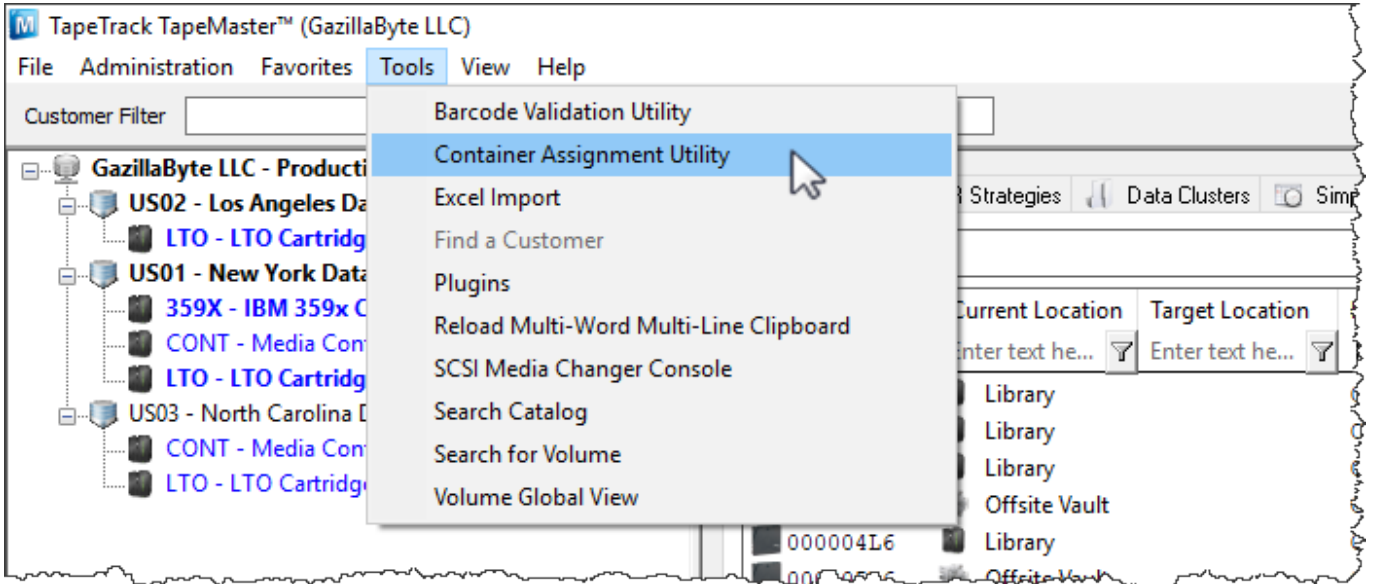 TapeTrack TapeMaster™ (GazillaByte LLC)
File Administration Favorites Tools View Help
Customer Filter
Barcode Validation Utility
Container Assignment Utility
Excel Import
Find a Customer
Plugins
Reload Multi-Word Multi-Line Clipboard
SCSI Media Changer Console
Search Catalog
Search for Volume
Volume Global View
GazillaByte LLC - Producti
US02 - Los Angeles Da
LTO - LTO Cartridg
US01 - New York Data
359X - IBM 359x C
CONT - Media Con
LTO - LTO Cartridg
US03 - North Carolina D
CONT - Media Con
LTO - LTO Cartridge
Strategies Data Clusters Simp
Current Location Target Location
Enter text he... Enter text he...
Library
Library
Library
Offsite Vault
000004L6 Library
Offsite Vault